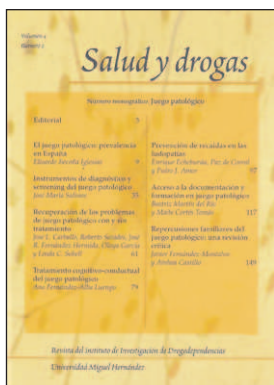 Volumen 4
Número 2
Salud y drogas
Número monográfico: Juego patológico
Editorial 5
El juego patológico: prevalencia
en España
Elisardo Becoña Iglesias 9
Instrumentos de diagnóstico y
screening del juego patológico
José María Salinas 35
Recuperación de los problemas
de juego patológico con y sin
tratamiento
José L. Carballo, Roberto Secades, José
R. Fernández, Hermida, Olaya García
y Linda C. Sobell 61
Tratamiento cognitivo-conductual
del juego patológico
Ana Fernández-Alba Luengo 79
Prevención de recaídas en las
ludopatías
Enrique Echeburúa, Paz de Corral
y Pedro J. Amor 97
Acceso a la documentación y
formación en juego patológico
Beatriz Martín del Río
y Maite Cortés Tomás 117
Repercusiones familiares del
juego patológico: una revisión
crítica
Javier Fernández-Montalvo
y Arishua Castillo 149
Revista del instituto de Investigación de Drogodependencias
Universidad Miguel Hernández